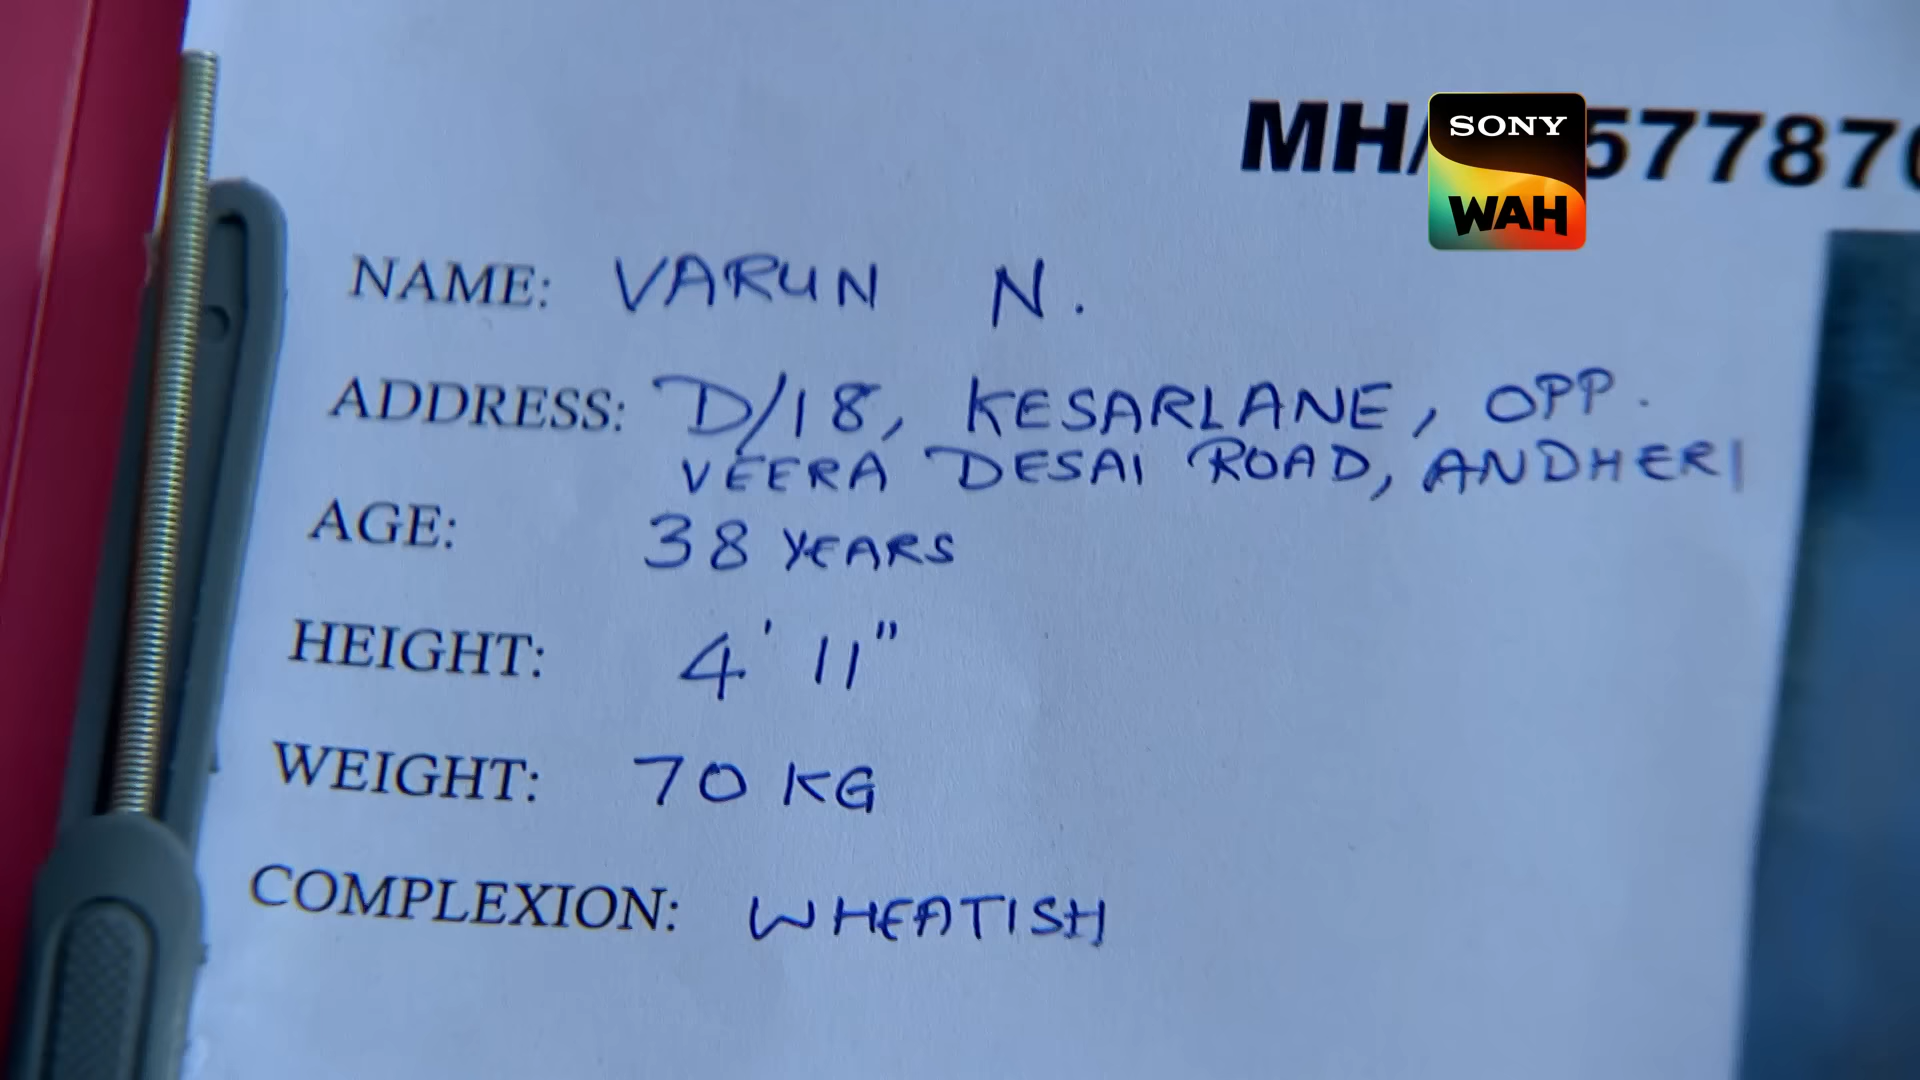 MH/ 577870
SONY
WAH
NAME: VARUN N.
ADDRESS: D/18, KESARLANE, OPP.
VEERA DESAI ROAD, ANDHERI
AGE: 38 YEARS
HEIGHT: 4' 11"
WEIGHT: 70 KG
COMPLEXION: WHEATISH